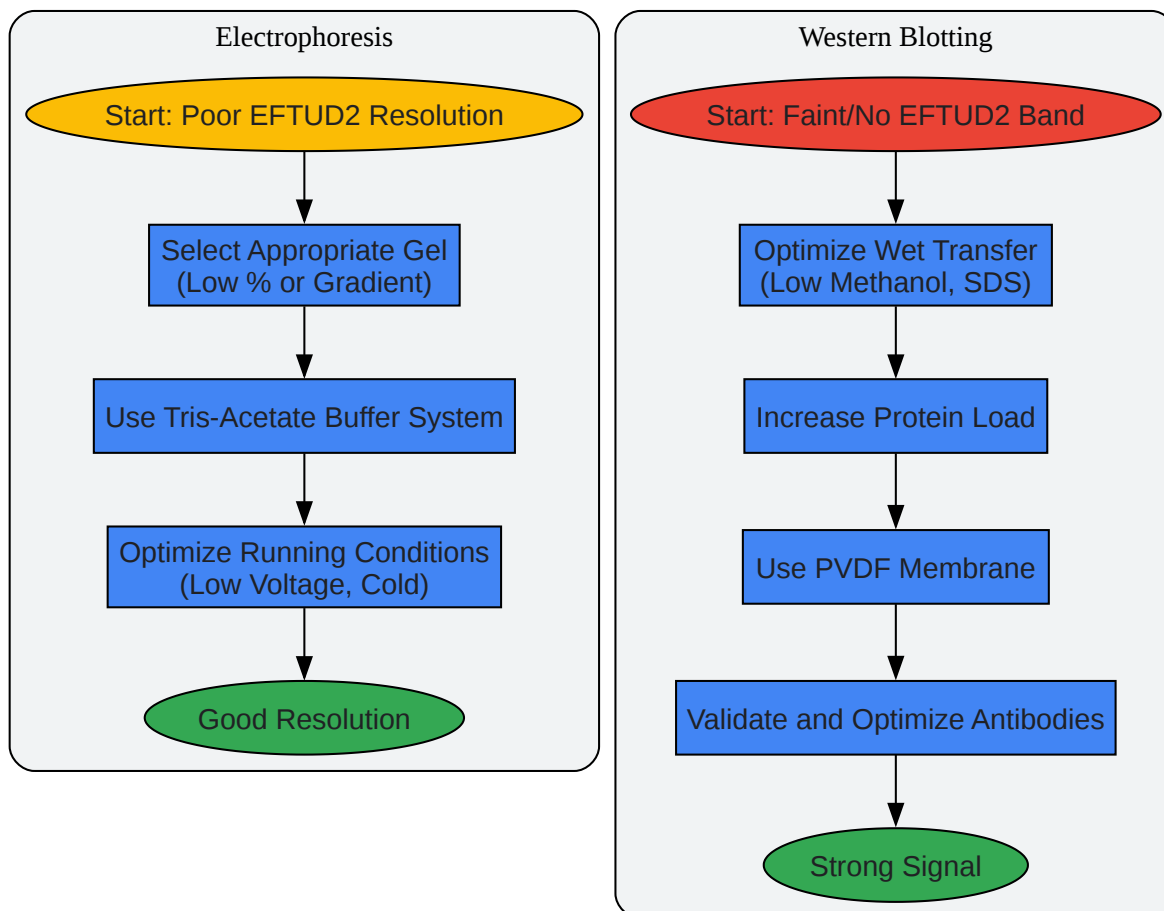 Electrophoresis
Start: Poor EFTUD2 Resolution
Select Appropriate Gel
(Low % or Gradient)
Use Tris-Acetate Buffer System
Optimize Running Conditions
(Low Voltage, Cold)
Good Resolution
Western Blotting
Start: Faint/No EFTUD2 Band
Optimize Wet Transfer
(Low Methanol, SDS)
Increase Protein Load
Use PVDF Membrane
Validate and Optimize Antibodies
Strong Signal